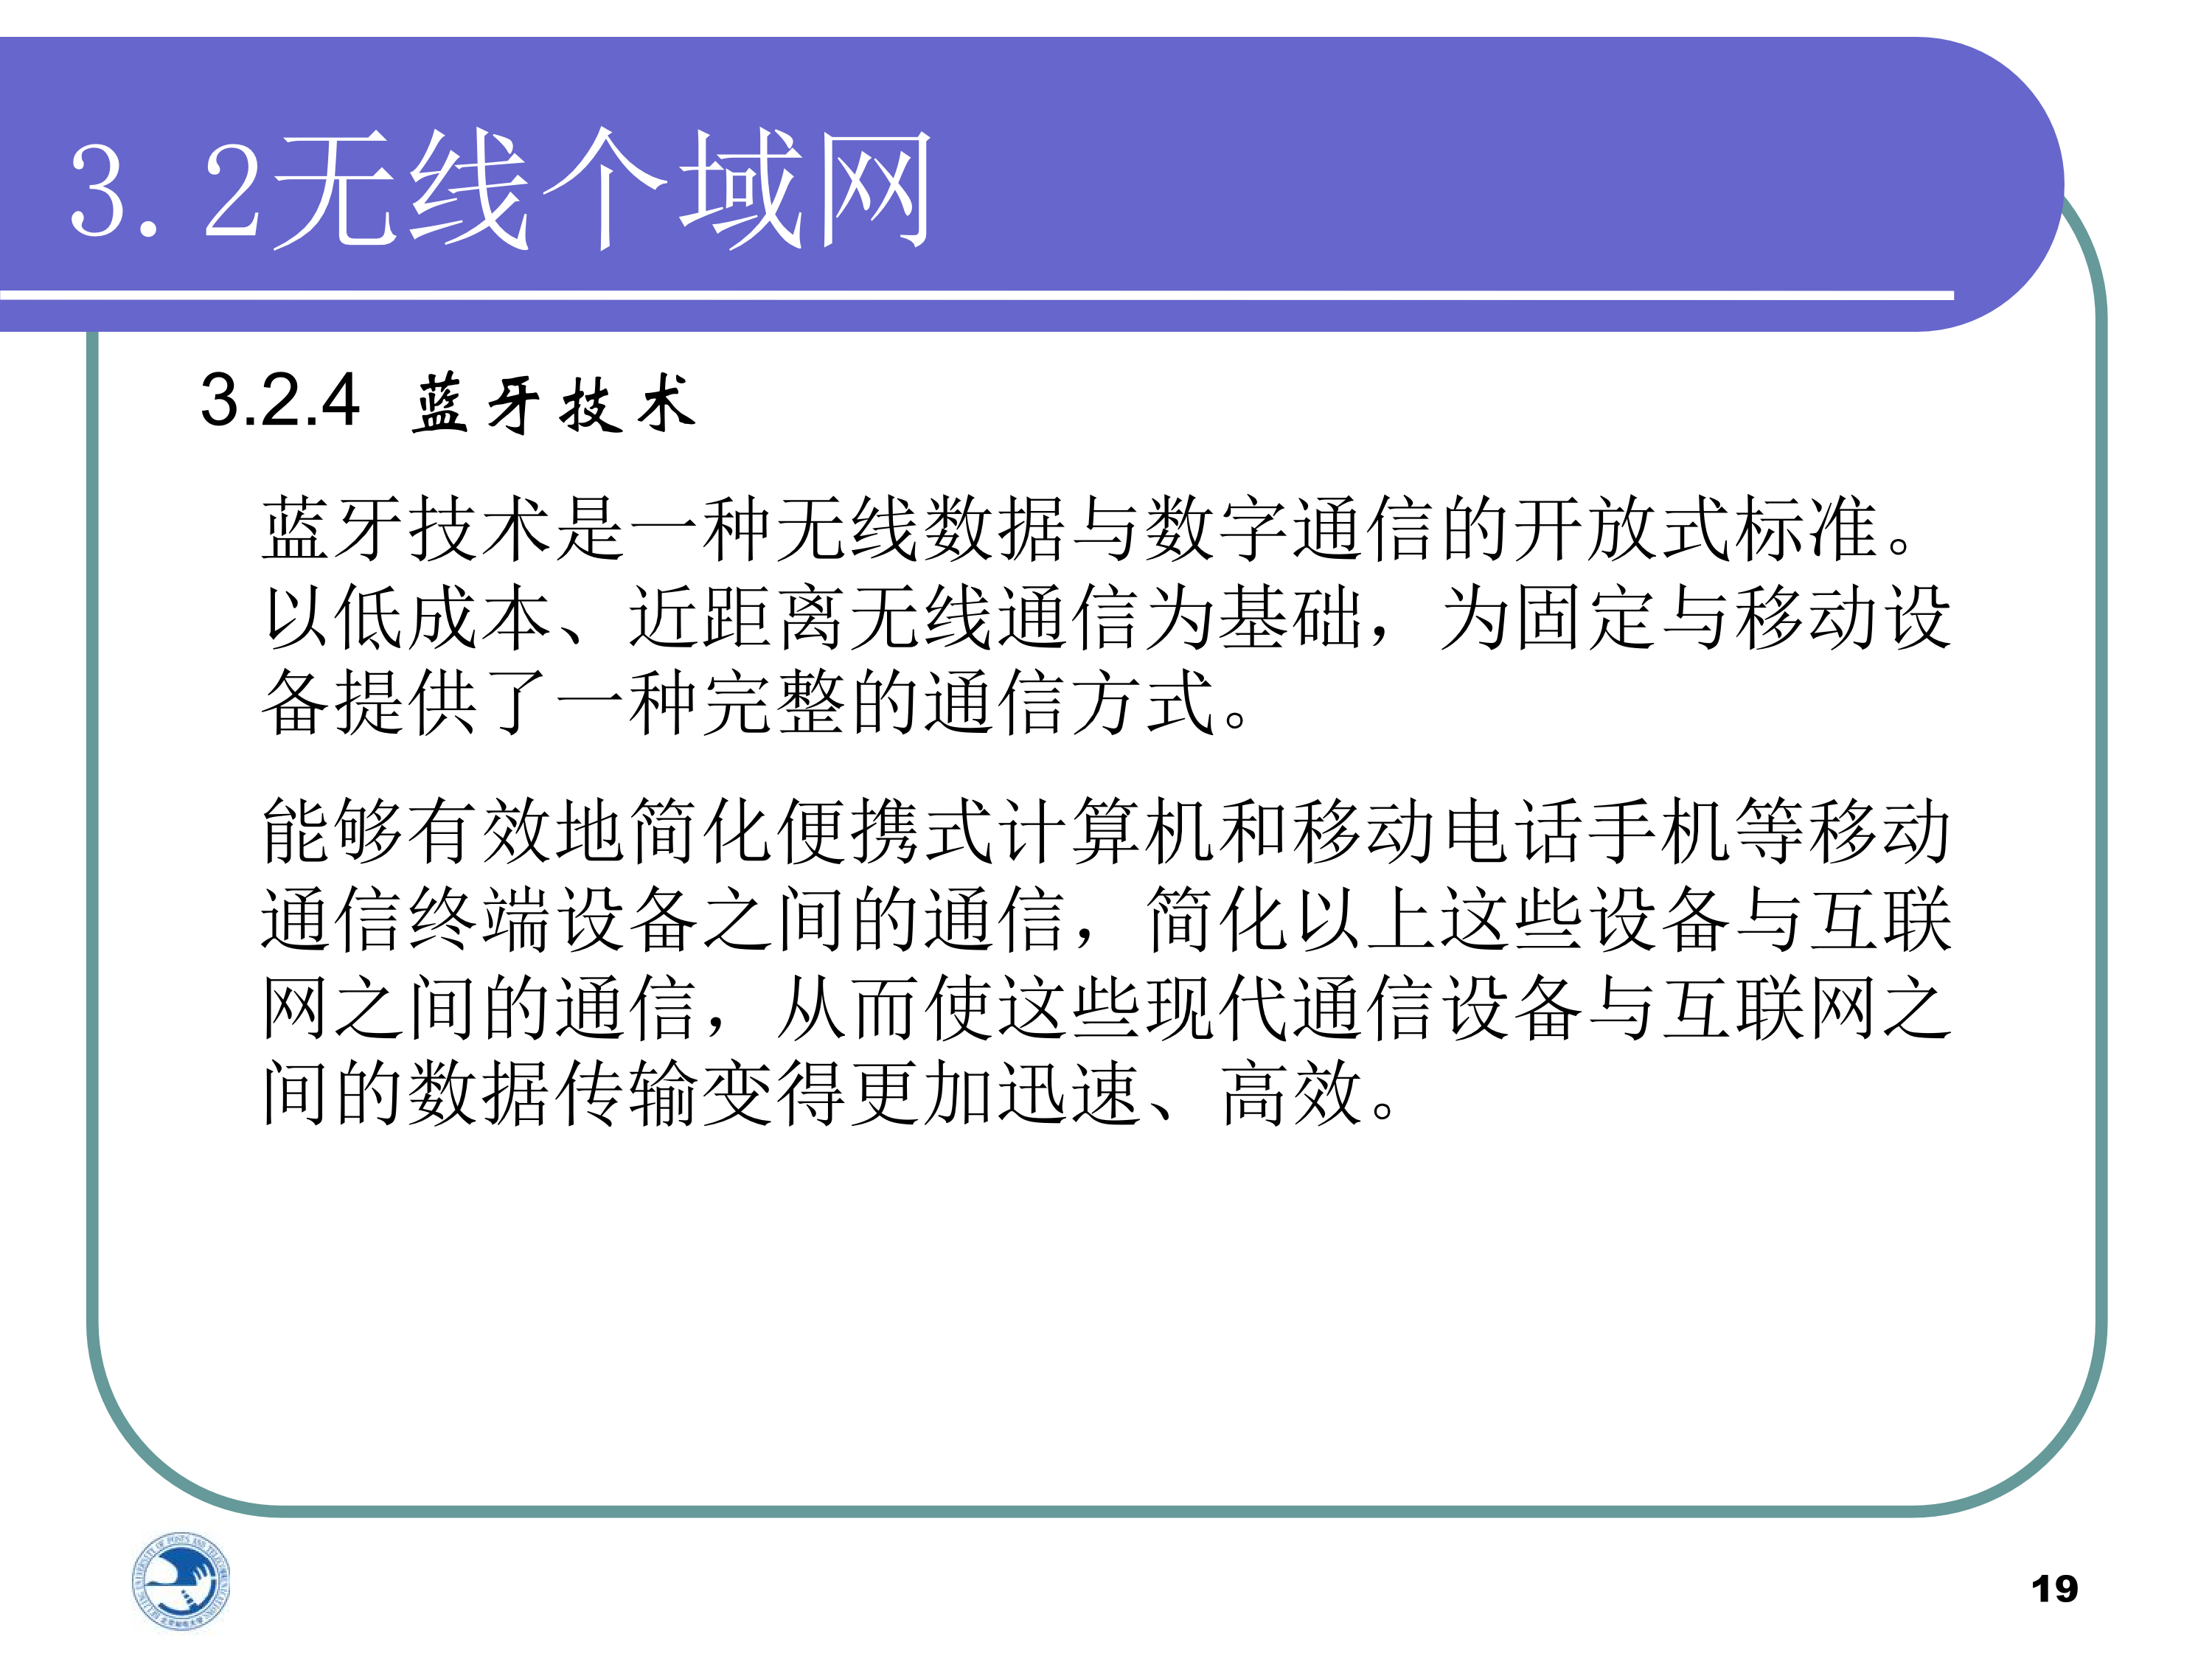 3.2无线个域网
3.2.4 蓝牙技术
蓝牙技术是一种无线数据与数字通信的开放式标准。
以低成本、近距离无线通信为基础，为固定与移动设
备提供了一种完整的通信方式。
能够有效地简化便携式计算机和移动电话手机等移动
通信终端设备之间的通信，简化以上这些设备与互联
网之间的通信，从而使这些现代通信设备与互联网之
间的数据传输变得更加迅速、高效。
UNIVERSITY OF POSTS AND TELECOMMUNICATIONS
19